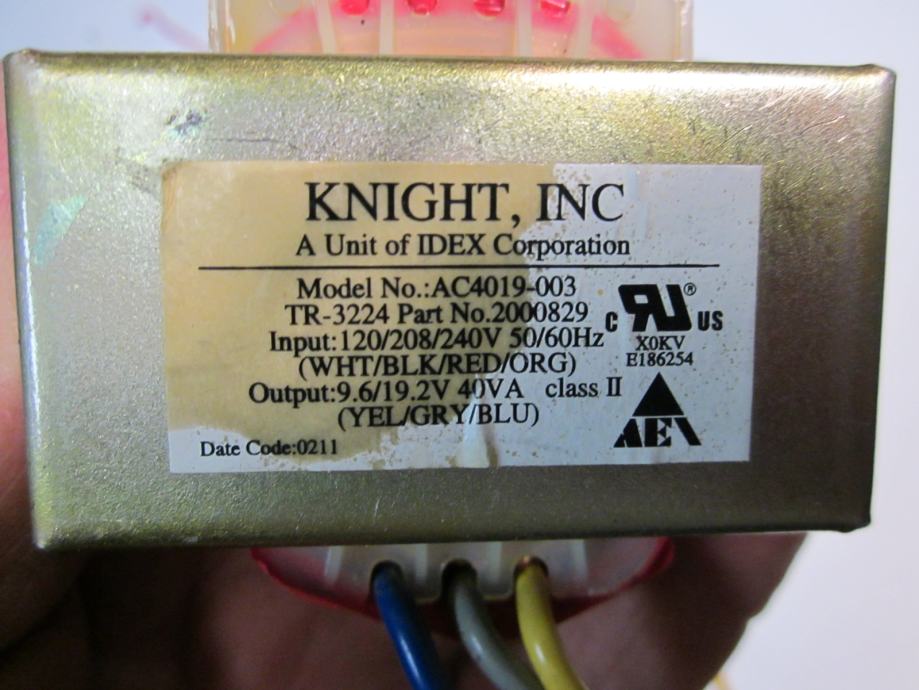 KNIGHT, INC
A Unit of IDEX Corporation
Model No.:AC4019-003
TR-3224 Part No.2000829
Input:120/208/240V 50/60Hz
(WHT/BLK/RED/ORG)
Output:9.6/19.2V 40VA class II
(YEL/GRY/BLU)
Date Code:0211
C RU ® US
X0KV
E186254
AEI